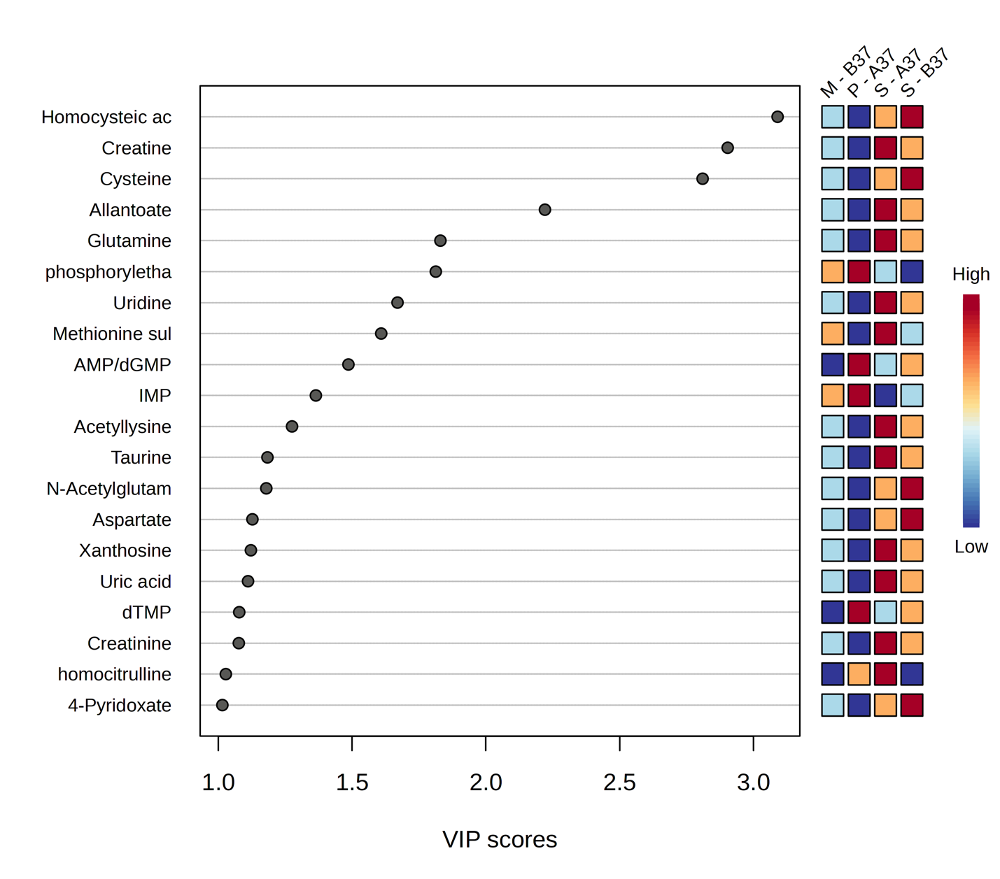 M - B37
P - A37
S - A37
S - B37
Homocysteic ac
Creatine
Cysteine
Allantoate
Glutamine
phosphoryletha
Uridine
Methionine sul
AMP/dGMP
IMP
Acetyllysine
Taurine
N-Acetylglutam
Aspartate
Xanthosine
Uric acid
dTMP
Creatinine
homocitrulline
4-Pyridoxate
High
Low
1.0 1.5 2.0 2.5 3.0
VIP scores